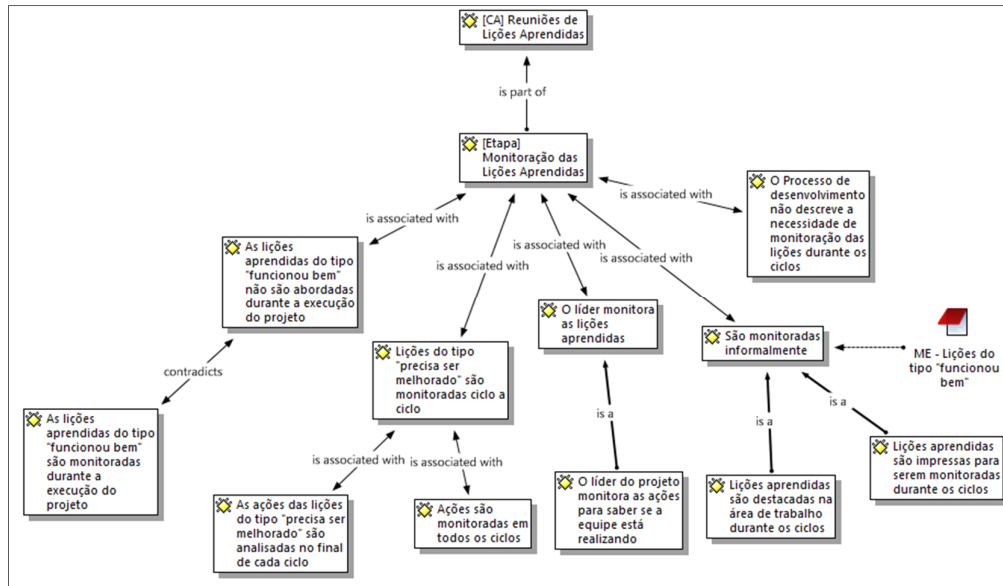 [CA] Reuniões de
Lições Aprendidas
is part of
[Etapa]
Monitoração das
Lições Aprendidas
O Processo de
desenvolvimento
não descreve a
necessidade de
monitoração das
lições durante os
ciclos
is associated with
is associated with
is associated with
is associated with
is associated with
As lições
aprendidas do tipo
"funcionou bem"
não são abordadas
durante a execução
do projeto
O líder monitora
as lições
aprendidas
São monitoradas
informalmente
ME - Lições do
tipo "funcionou
bem"
Lições do tipo
"precisa ser
melhorado" são
monitoradas ciclo a
ciclo
contradicts
is a
is a
is a
As lições
aprendidas do tipo
"funcionou bem"
são monitoradas
durante a
execução do
projeto
is associated with
is associated with
As ações das lições
do tipo "precisa ser
melhorado" são
analisadas no final
de cada ciclo
Ações são
monitoradas em
todos os ciclos
O líder do projeto
monitora as ações
para saber se a
equipe está
realizando
Lições aprendidas
são destacadas na
área de trabalho
durante os ciclos
Lições aprendidas
são impressas para
serem monitoradas
durante os ciclos